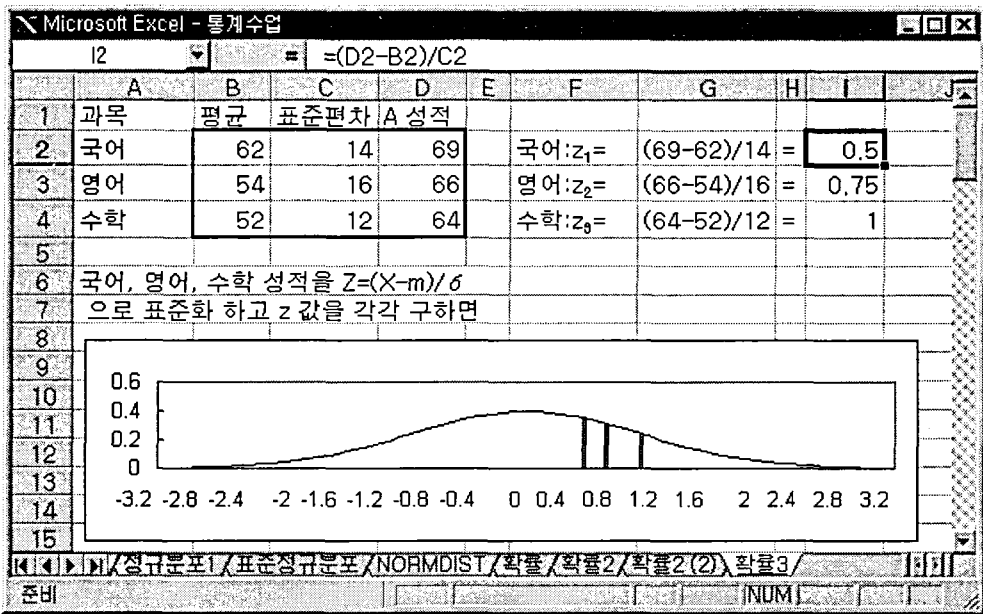 Microsoft Excel - 통계수업
I2 = =(D2-B2)/C2
A B C D E F G H I J
1 과목 평균 표준편차 A 성적
2 국어 62 14 69 국어:z₁= (69-62)/14 = 0.5
3 영어 54 16 66 영어:z₂= (66-54)/16 = 0.75
4 수학 52 12 64 수학:z₃= (64-52)/12 = 1
5
6 국어, 영어, 수학 성적을 Z=(X-m)/6
7 으로 표준화 하고 z 값을 각각 구하면
8
9
10
11
12
13
14
15
0.6
0.4
0.2
0
-3.2 -2.8 -2.4 -2 -1.6 -1.2 -0.8 -0.4 0 0.4 0.8 1.2 1.6 2 2.4 2.8 3.2
정규분포1 / 표준정규분포 / NORMDIST / 확률 / 확률2 / 확률2 (2) \ 확률3 /
준비 NUM